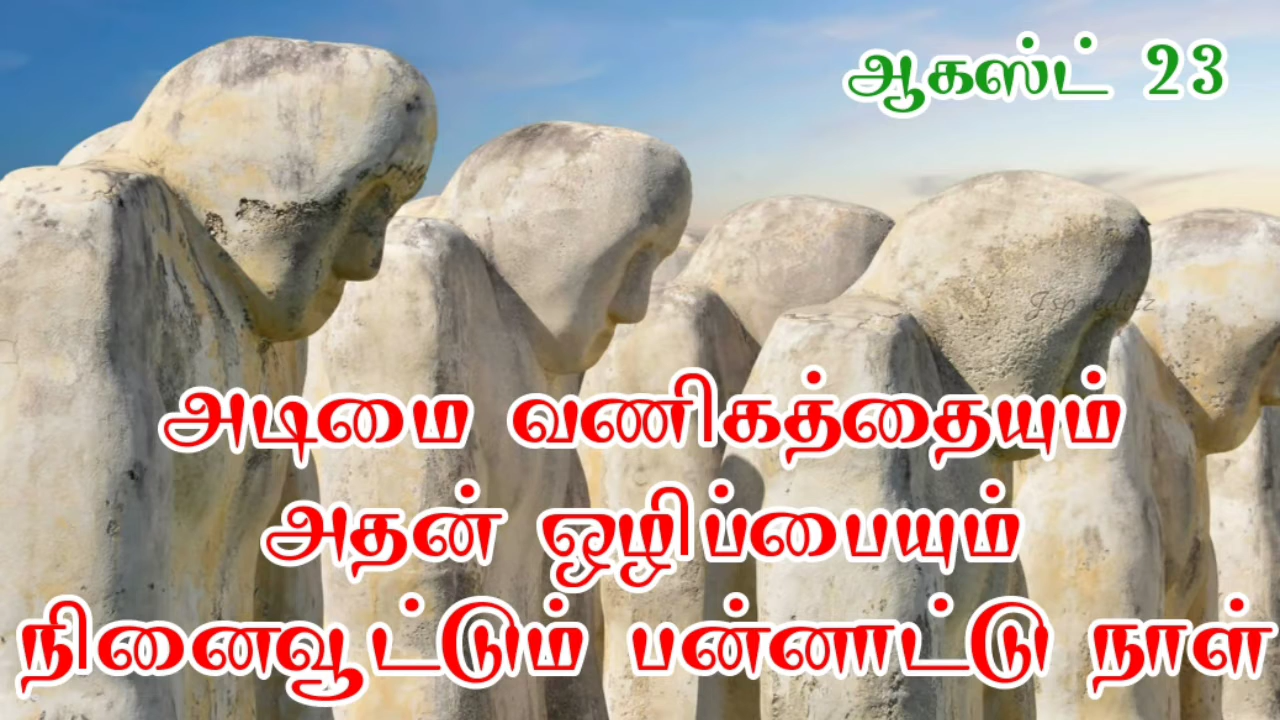 ஆகஸ்ட் 23
அடிமை வணிகத்தையும்
அதன் ஒழிப்பையும்
நினைவூட்டும் பன்னாட்டு நாள்